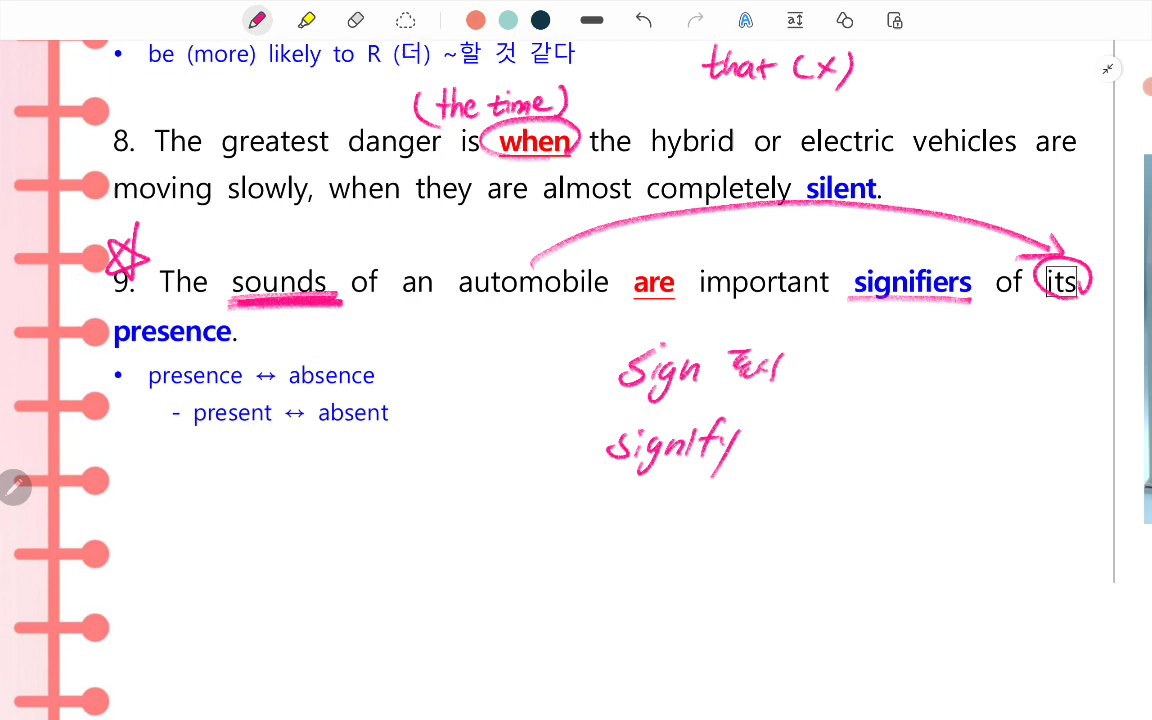 • be (more) likely to R (더) ~할 것 같다
that (x)
(the time)
8. The greatest danger is when the hybrid or electric vehicles are
moving slowly, when they are almost completely silent.
9. The sounds of an automobile are important signifiers of its
presence.
• presence ↔ absence
- present ↔ absent
sign 표시
signify